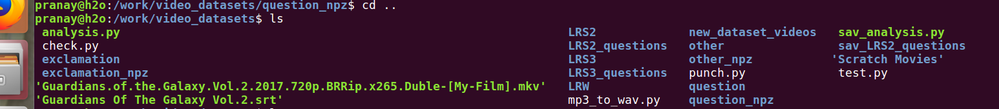 pranay@h2o:/work/video_datasets/question_npz$ cd ..
pranay@h2o:/work/video_datasets$ ls
analysis.py LRS2 new_dataset_videos sav_analysis.py
check.py LRS2_questions other sav_LRS2_questions
exclamation LRS3 other_npz 'Scratch Movies'
exclamation_npz LRS3_questions punch.py test.py
'Guardians.of.the.Galaxy.Vol.2.2017.720p.BRRip.x265.Duble-[My-Film].mkv' LRW question
'Guardians Of The Galaxy Vol.2.srt' mp3_to_wav.py question_npz